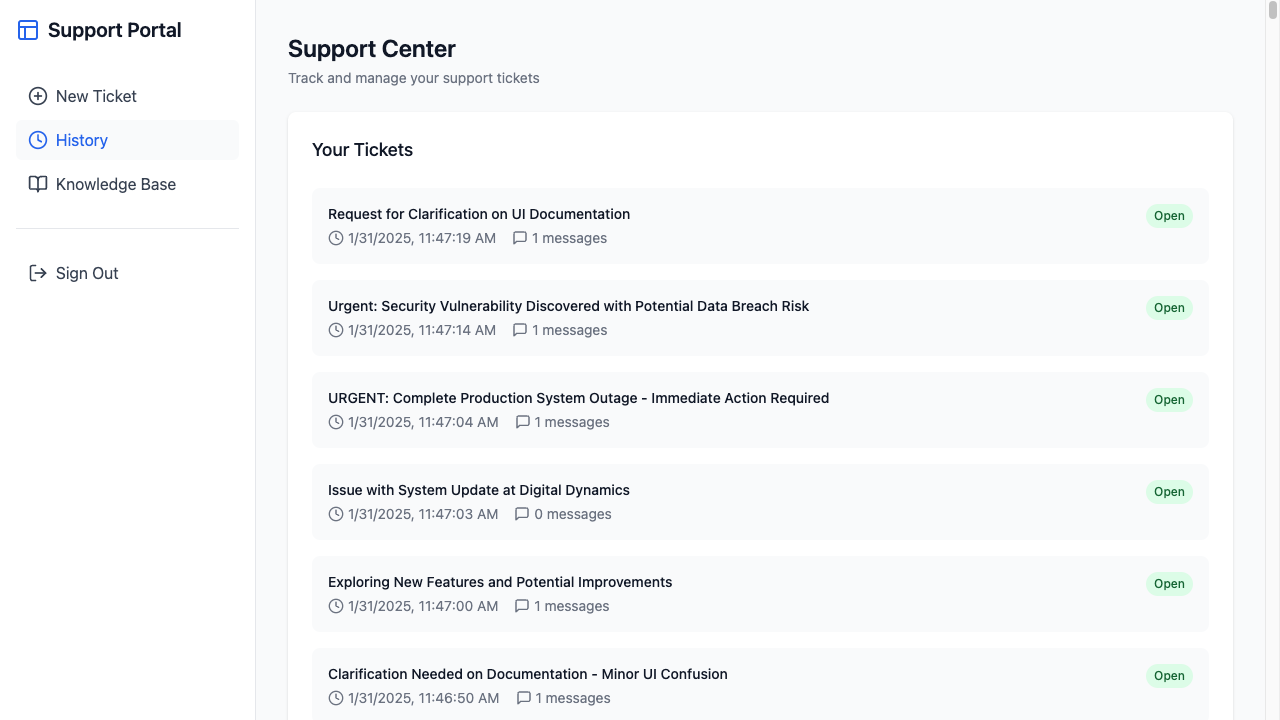 Support Portal
New Ticket
History
Knowledge Base
Sign Out
Support Center
Track and manage your support tickets
Your Tickets
Request for Clarification on UI Documentation
Open
1/31/2025, 11:47:19 AM 1 messages
Urgent: Security Vulnerability Discovered with Potential Data Breach Risk
Open
1/31/2025, 11:47:14 AM 1 messages
URGENT: Complete Production System Outage - Immediate Action Required
Open
1/31/2025, 11:47:04 AM 1 messages
Issue with System Update at Digital Dynamics
Open
1/31/2025, 11:47:03 AM 0 messages
Exploring New Features and Potential Improvements
Open
1/31/2025, 11:47:00 AM 1 messages
Clarification Needed on Documentation - Minor UI Confusion
Open
1/31/2025, 11:46:50 AM 1 messages